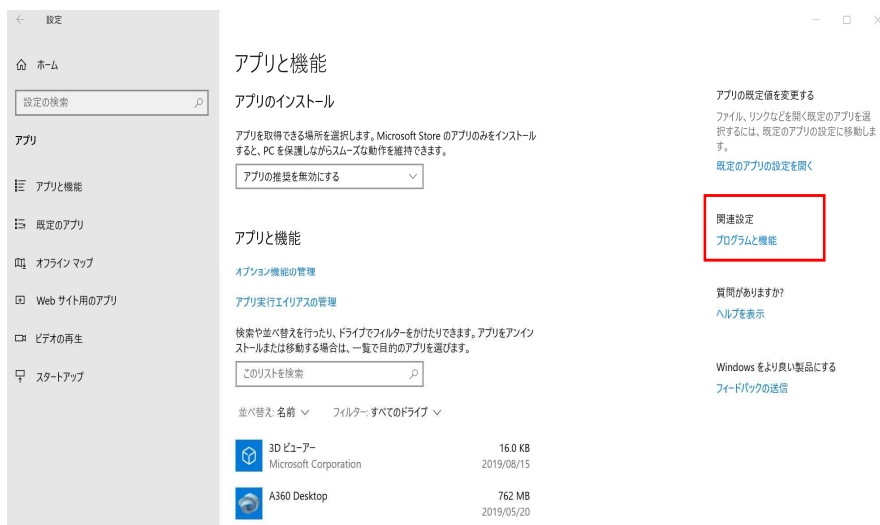 設定
ホーム
設定の検索
アプリ
アプリと機能
既定のアプリ
オフライン マップ
Web サイト用のアプリ
ビデオの再生
スタートアップ
アプリと機能
アプリのインストール
アプリを取得できる場所を選択します。Microsoft Store のアプリのみをインストール
すると、PC を保護しながらスムーズな動作を維持できます。
アプリの推奨を無効にする
アプリと機能
オプション機能の管理
アプリ実行エイリアスの管理
検索や並べ替えを行ったり、ドライブでフィルターをかけたりできます。アプリをアンイン
ストールまたは移動する場合は、一覧で目的のアプリを選びます。
このリストを検索
並べ替え: 名前 フィルター: すべてのドライブ
3D ビューアー 16.0 KB
Microsoft Corporation 2019/08/15
A360 Desktop 762 MB
2019/05/20
アプリの既定値を変更する
ファイル、リンクなどを開く既定のアプリを選
択するには、既定のアプリの設定に移動しま
す。
既定のアプリの設定を開く
関連設定
プログラムと機能
質問がありますか?
ヘルプを表示
Windows をより良い製品にする
フィードバックの送信